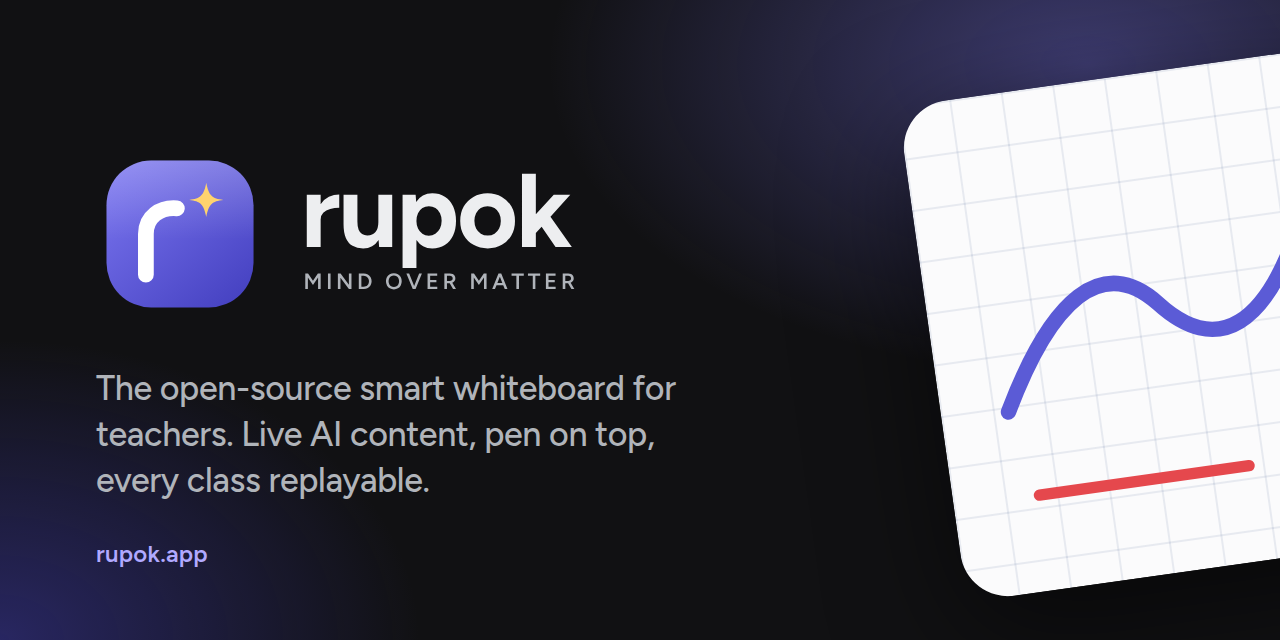 r
rupok
MIND OVER MATTER
The open-source smart whiteboard for
teachers. Live AI content, pen on top,
every class replayable.
rupok.app